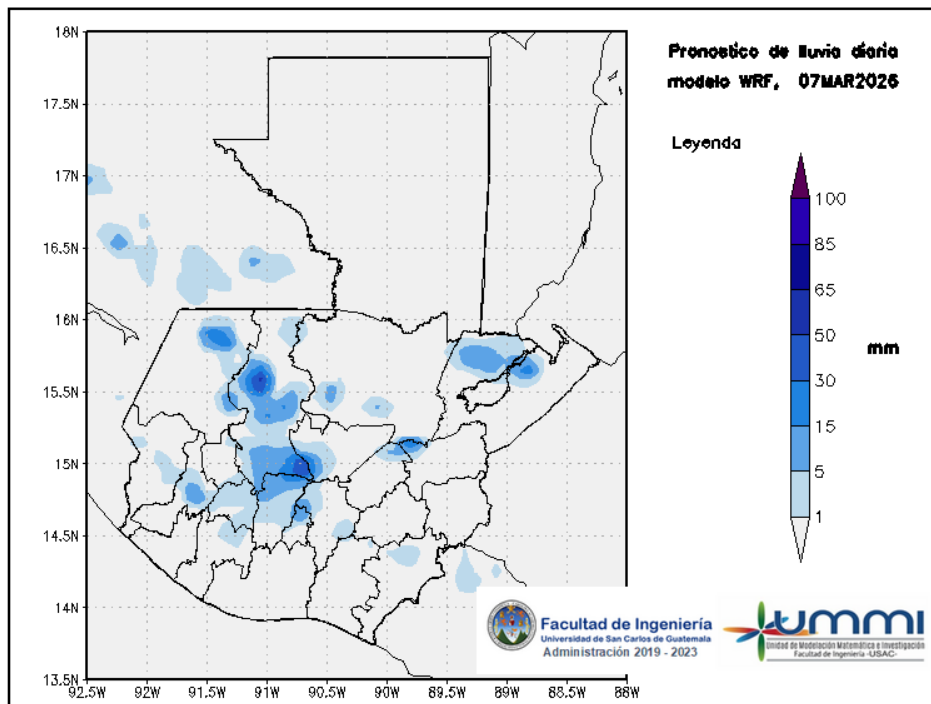 Pronostico de lluvia diaria
modelo WRF, 07MAR2026
Leyenda
100
85
65
50
30
15
5
1
mm
18N
17.5N
17N
16.5N
16N
15.5N
15N
14.5N
14N
13.5N
92.5W 92W 91.5W 91W 90.5W 90W 89.5W 89W 88.5W 88W
Facultad de Ingeniería
Universidad de San Carlos de Guatemala
Administración 2019 - 2023
ummi
Unidad de Modelación Matemática e Investigación
Facultad de Ingeniería -USAC-